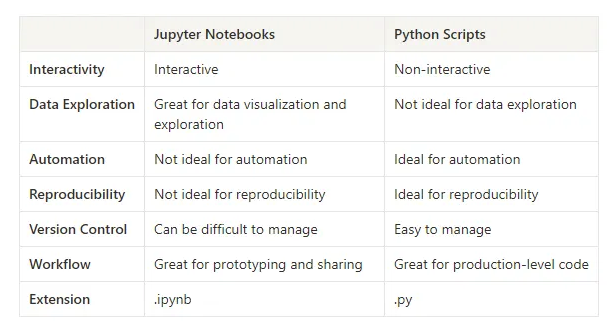 Jupyter Notebooks Python Scripts
Interactivity Interactive Non-interactive
Data Exploration Great for data visualization and Not ideal for data exploration
exploration
Automation Not ideal for automation Ideal for automation
Reproducibility Not ideal for reproducibility Ideal for reproducibility
Version Control Can be difficult to manage Easy to manage
Workflow Great for prototyping and sharing Great for production-level code
Extension .ipynb .py